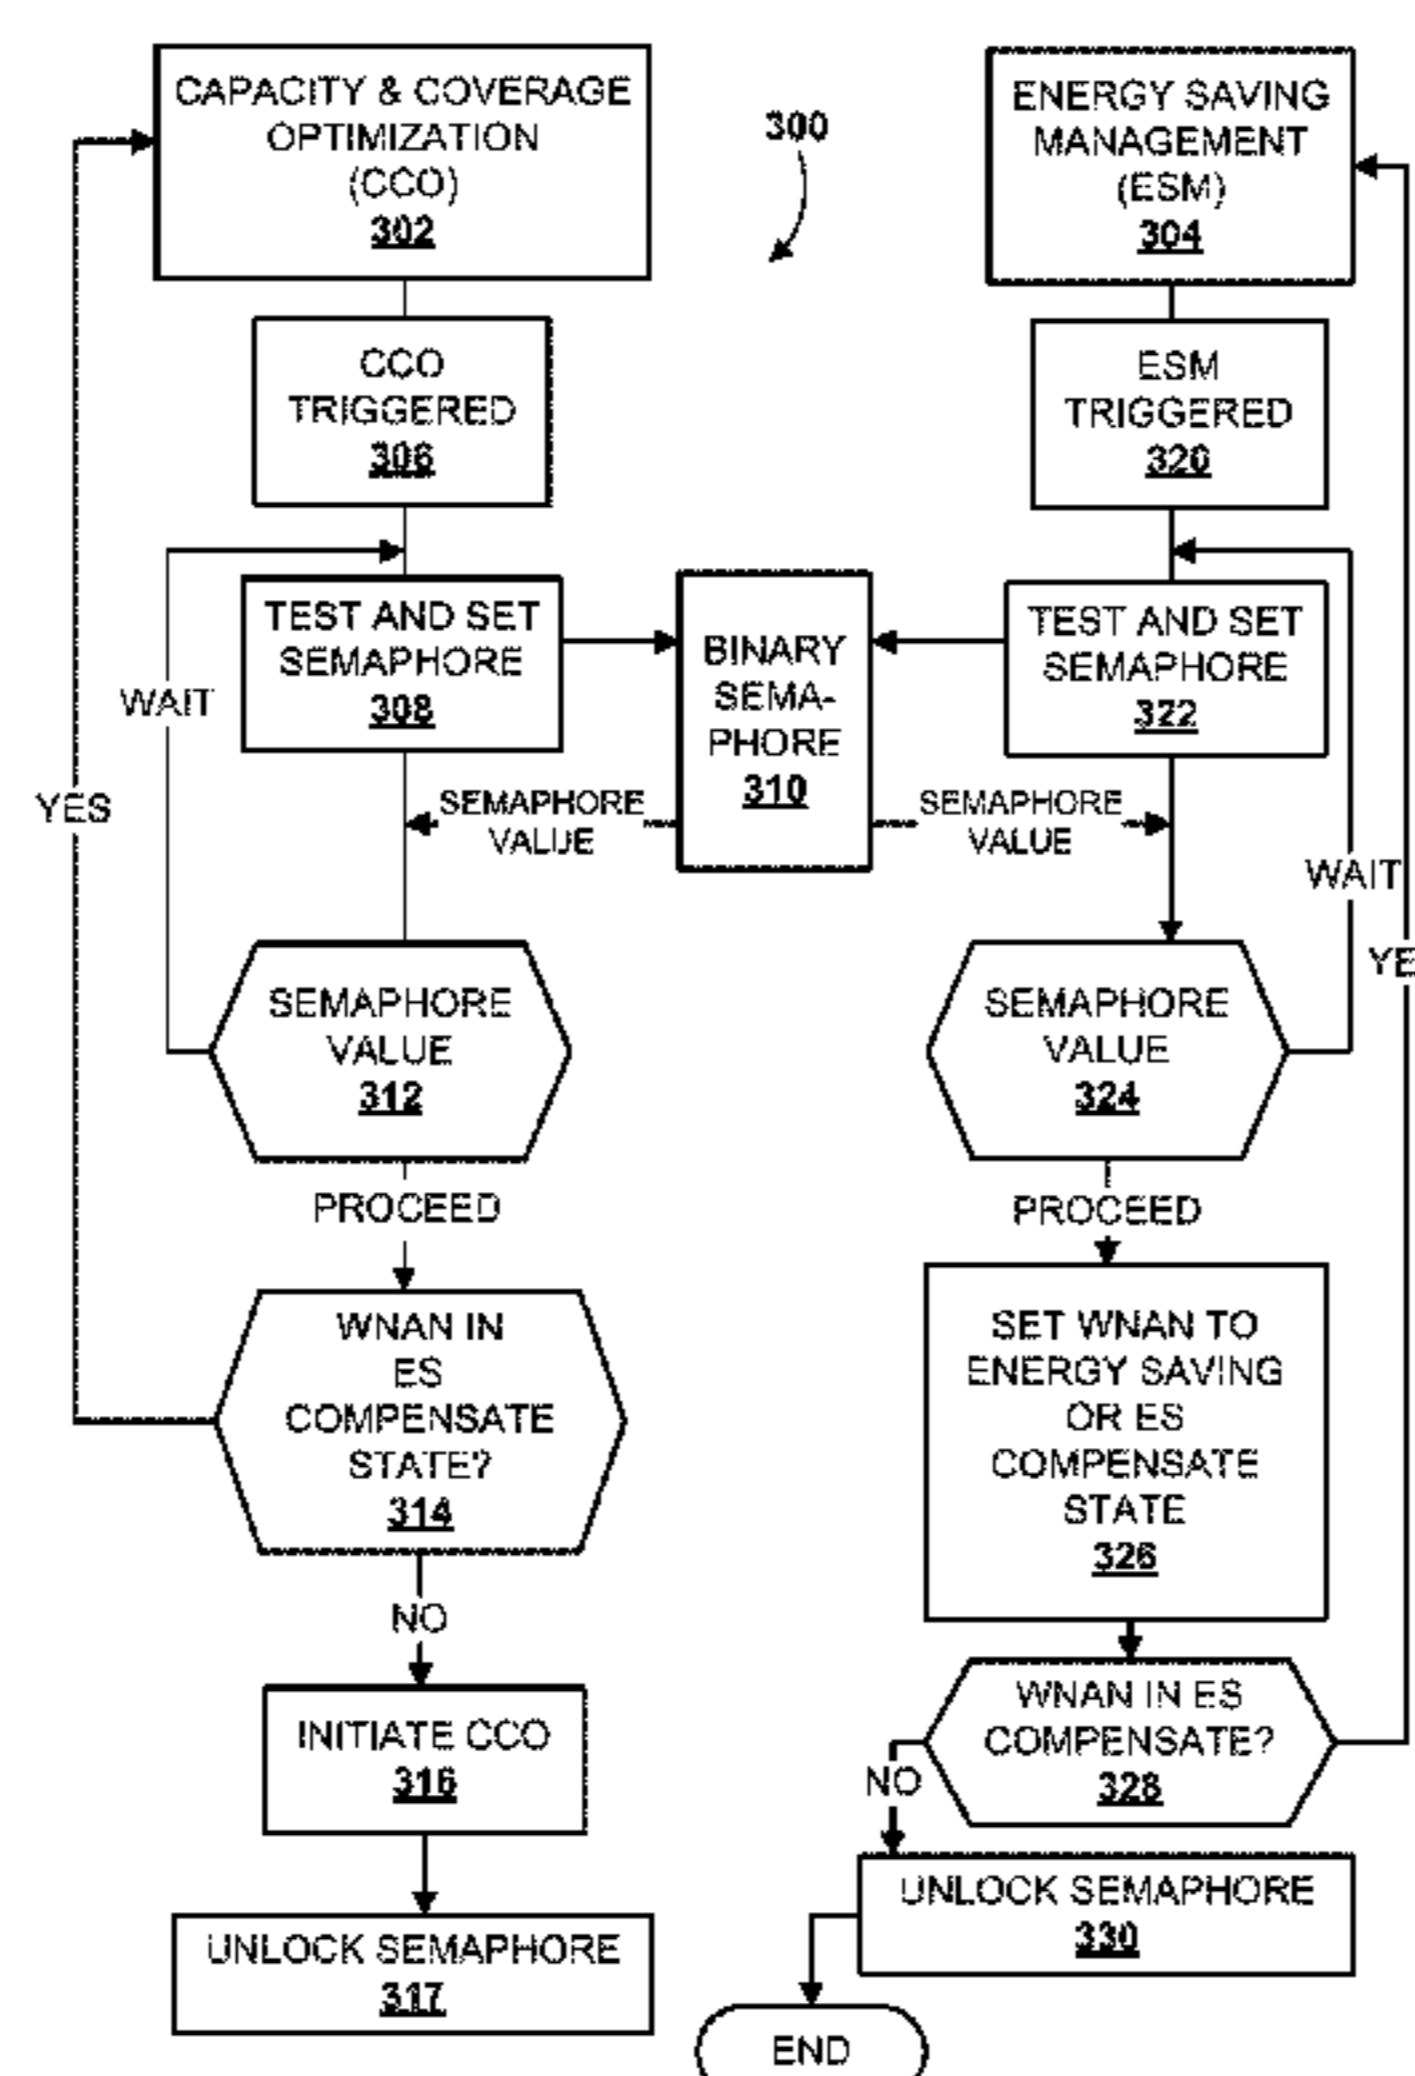 CAPACITY & COVERAGE
OPTIMIZATION
(CCO)
302
300
ENERGY SAVING
MANAGEMENT
(ESM)
304
CCO
TRIGGERED
306
ESM
TRIGGERED
320
TEST AND SET
SEMAPHORE
308
BINARY
SEMA-
PHORE
310
TEST AND SET
SEMAPHORE
322
WAIT
YES
SEMAPHORE
VALUE
SEMAPHORE
VALUE
WAIT
YE
SEMAPHORE
VALUE
312
SEMAPHORE
VALUE
324
PROCEED
PROCEED
WNAN IN
ES
COMPENSATE
STATE?
314
SET WNAN TO
ENERGY SAVING
OR ES
COMPENSATE
STATE
326
NO
INITIATE CCO
316
WNAN IN ES
COMPENSATE?
328
NO
UNLOCK SEMAPHORE
317
UNLOCK SEMAPHORE
330
END